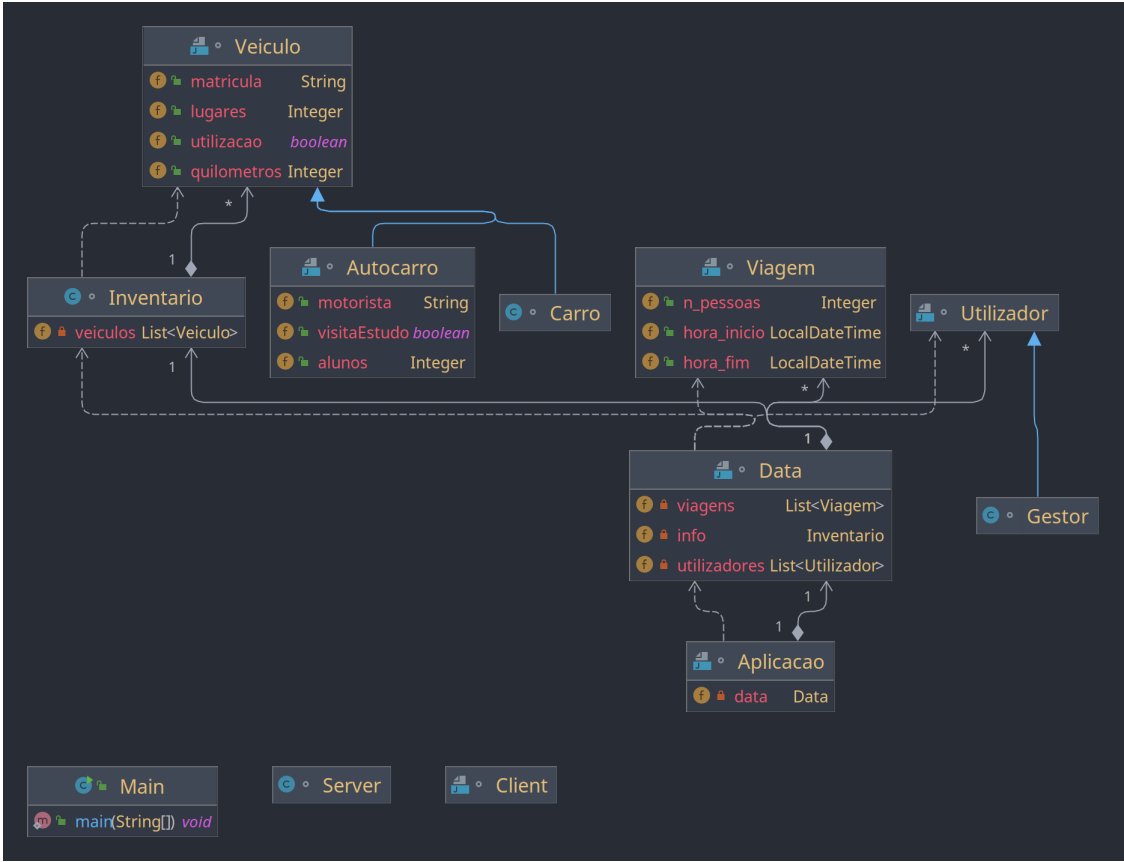 Veiculo
matricula String
lugares Integer
utilizacao boolean
quilometros Integer
*
1
Inventario
veiculos List<Veiculo>
1
Autocarro
motorista String
visitaEstudo boolean
alunos Integer
Carro
Viagem
n_pessoas Integer
hora_inicio LocalDateTime
hora_fim LocalDateTime
*
Utilizador
*
1
Data
viagens List<Viagem>
info Inventario
utilizadores List<Utilizador>
Gestor
1
1
Aplicacao
data Data
Main
main(String[]) void
Server
Client